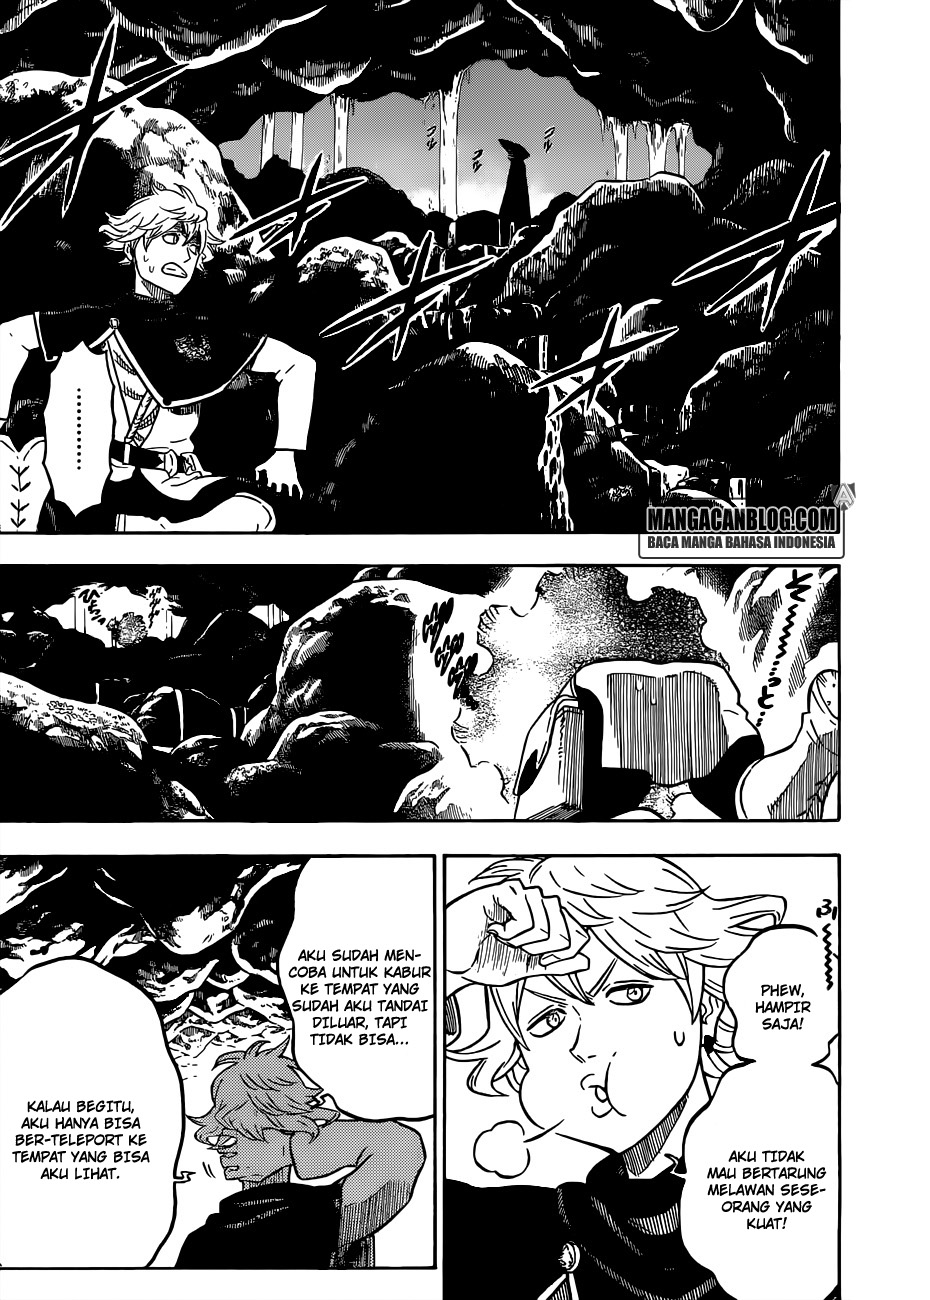 .........
MANGACANBLOG.COM
BACA MANGA BAHASA INDONESIA
PHEW,
HAMPIR
SAJA!
AKU TIDAK
MAU BERTARUNG
MELAWAN SESE-
ORANG YANG
KUAT!
AKU SUDAH MEN-
COBA UNTUK KABUR
KE TEMPAT YANG
SUDAH AKU TANDAI
DILUAR, TAPI
TIDAK BISA...
KALAU BEGITU,
AKU HANYA BISA
BER-TELEPORT KE
TEMPAT YANG BISA
AKU LIHAT.